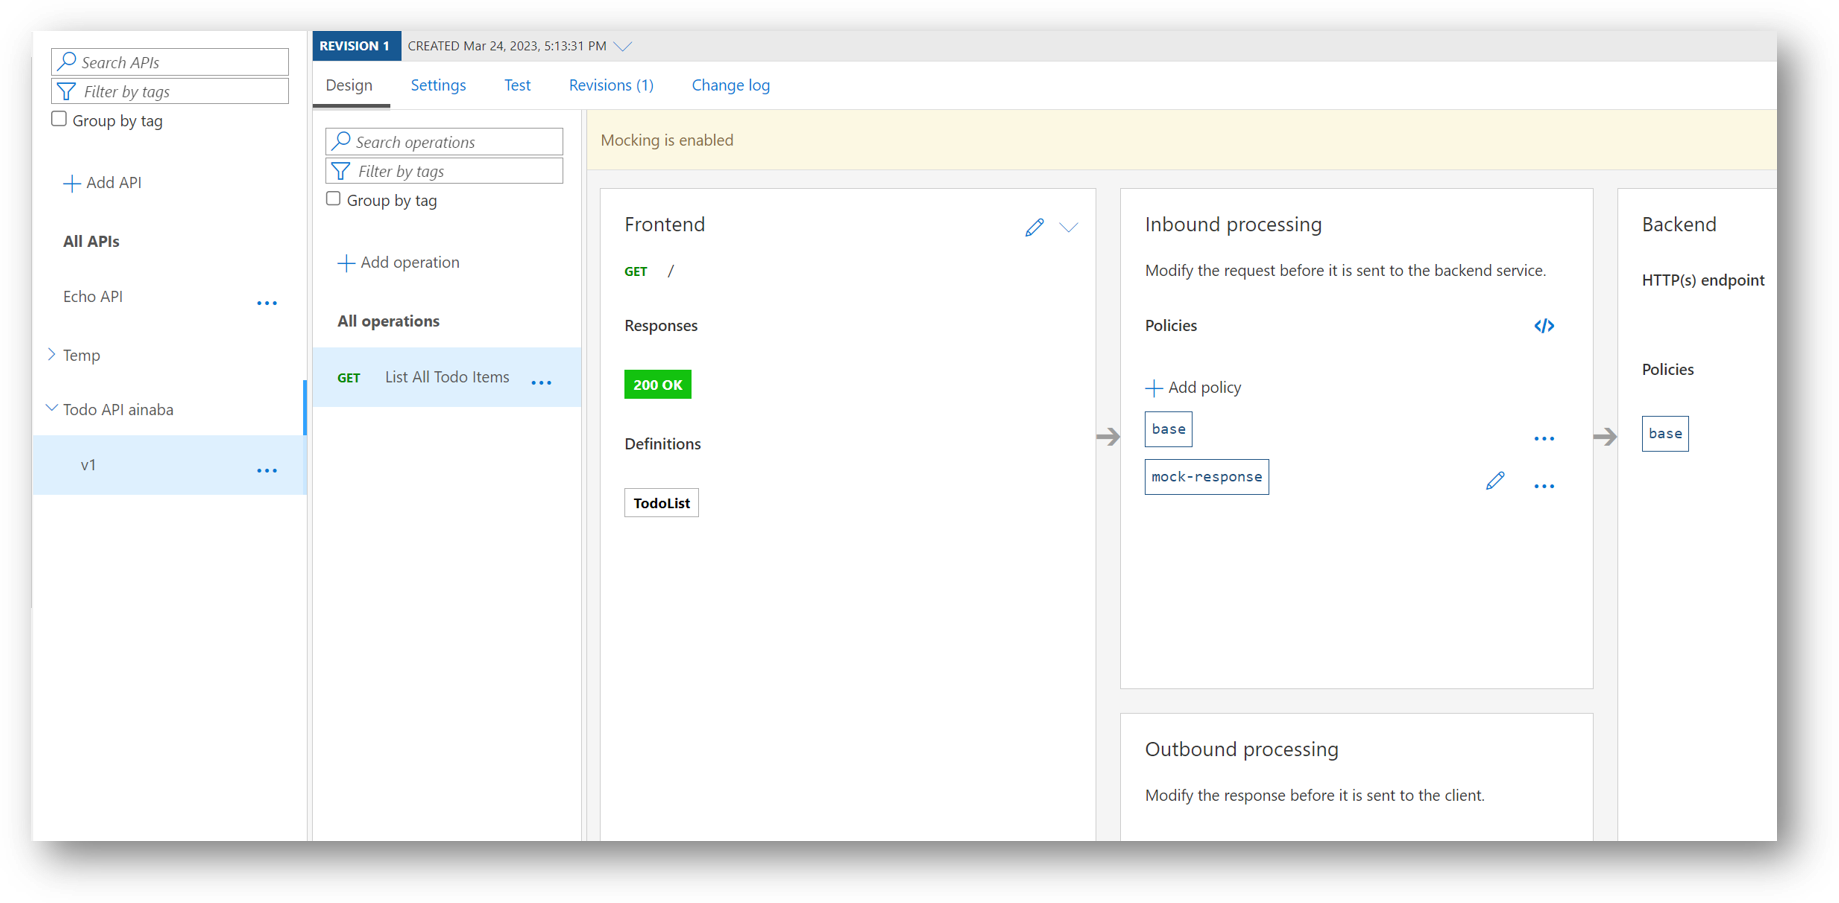 Search APIs
Filter by tags
Group by tag
Add API
All APIs
Echo API
Temp
Todo API ainaba
v1
REVISION 1 CREATED Mar 24, 2023, 5:13:31 PM
Design Settings Test Revisions (1) Change log
Search operations
Filter by tags
Group by tag
Add operation
All operations
GET List All Todo Items
Mocking is enabled
Frontend
GET /
Responses
200 OK
Definitions
TodoList
Inbound processing
Modify the request before it is sent to the backend service.
Policies </>
Add policy
base
mock-response
Outbound processing
Modify the response before it is sent to the client.
Backend
HTTP(s) endpoint
Policies
base